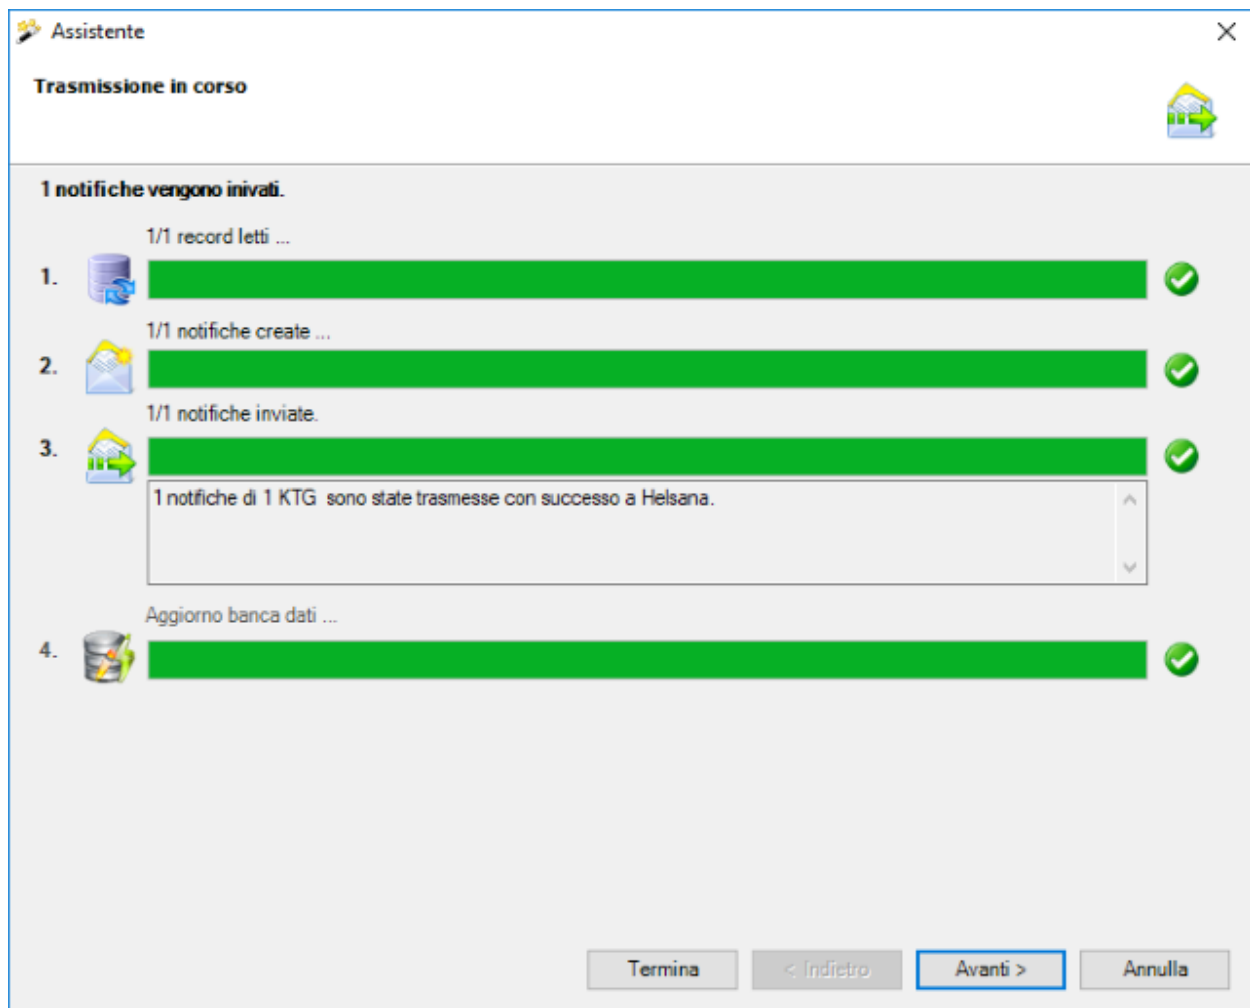 Assistente
Trasmissione in corso
1 notifiche vengono inivati.
1/1 record letti ...
1.
1/1 notifiche create ...
2.
1/1 notifiche inviate.
3.
1 notifiche di 1 KTG  sono state trasmesse con successo a Helsana.
Aggiorno banca dati ...
4.
Termina
< Indietro
Avanti >
Annulla